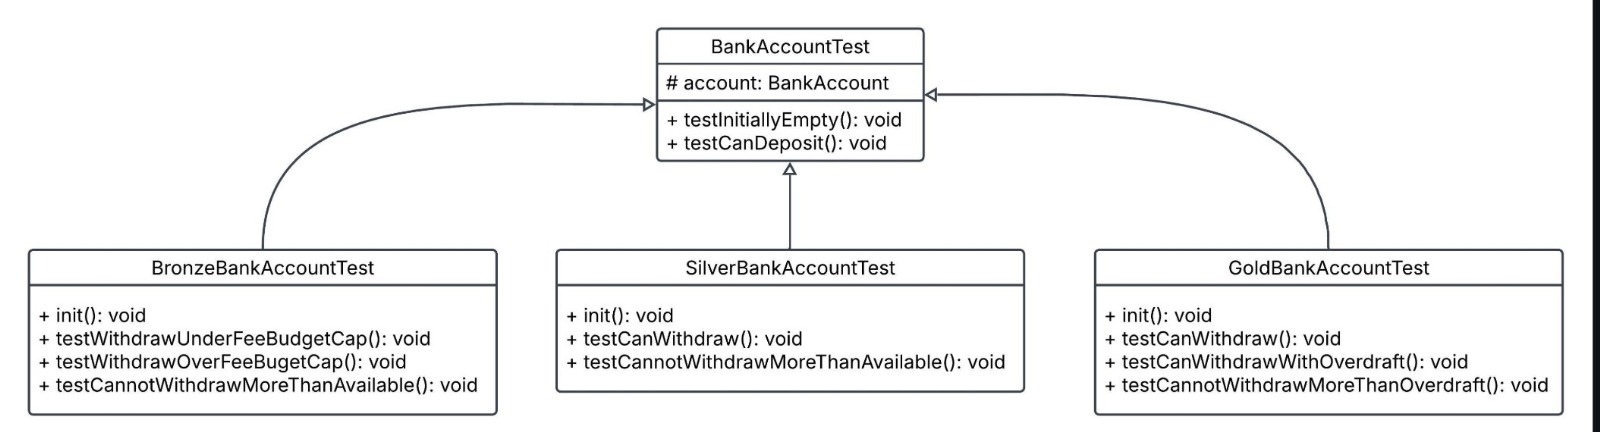 BankAccountTest
# account: BankAccount
+ testInitiallyEmpty(): void
+ testCanDeposit(): void
BronzeBankAccountTest
+ init(): void
+ testWithdrawUnderFeeBudgetCap(): void
+ testWithdrawOverFeeBugetCap(): void
+ testCannotWithdrawMoreThanAvailable(): void
SilverBankAccountTest
+ init(): void
+ testCanWithdraw(): void
+ testCannotWithdrawMoreThanAvailable(): void
GoldBankAccountTest
+ init(): void
+ testCanWithdraw(): void
+ testCanWithdrawWithOverdraft(): void
+ testCannotWithdrawMoreThanOverdraft(): void